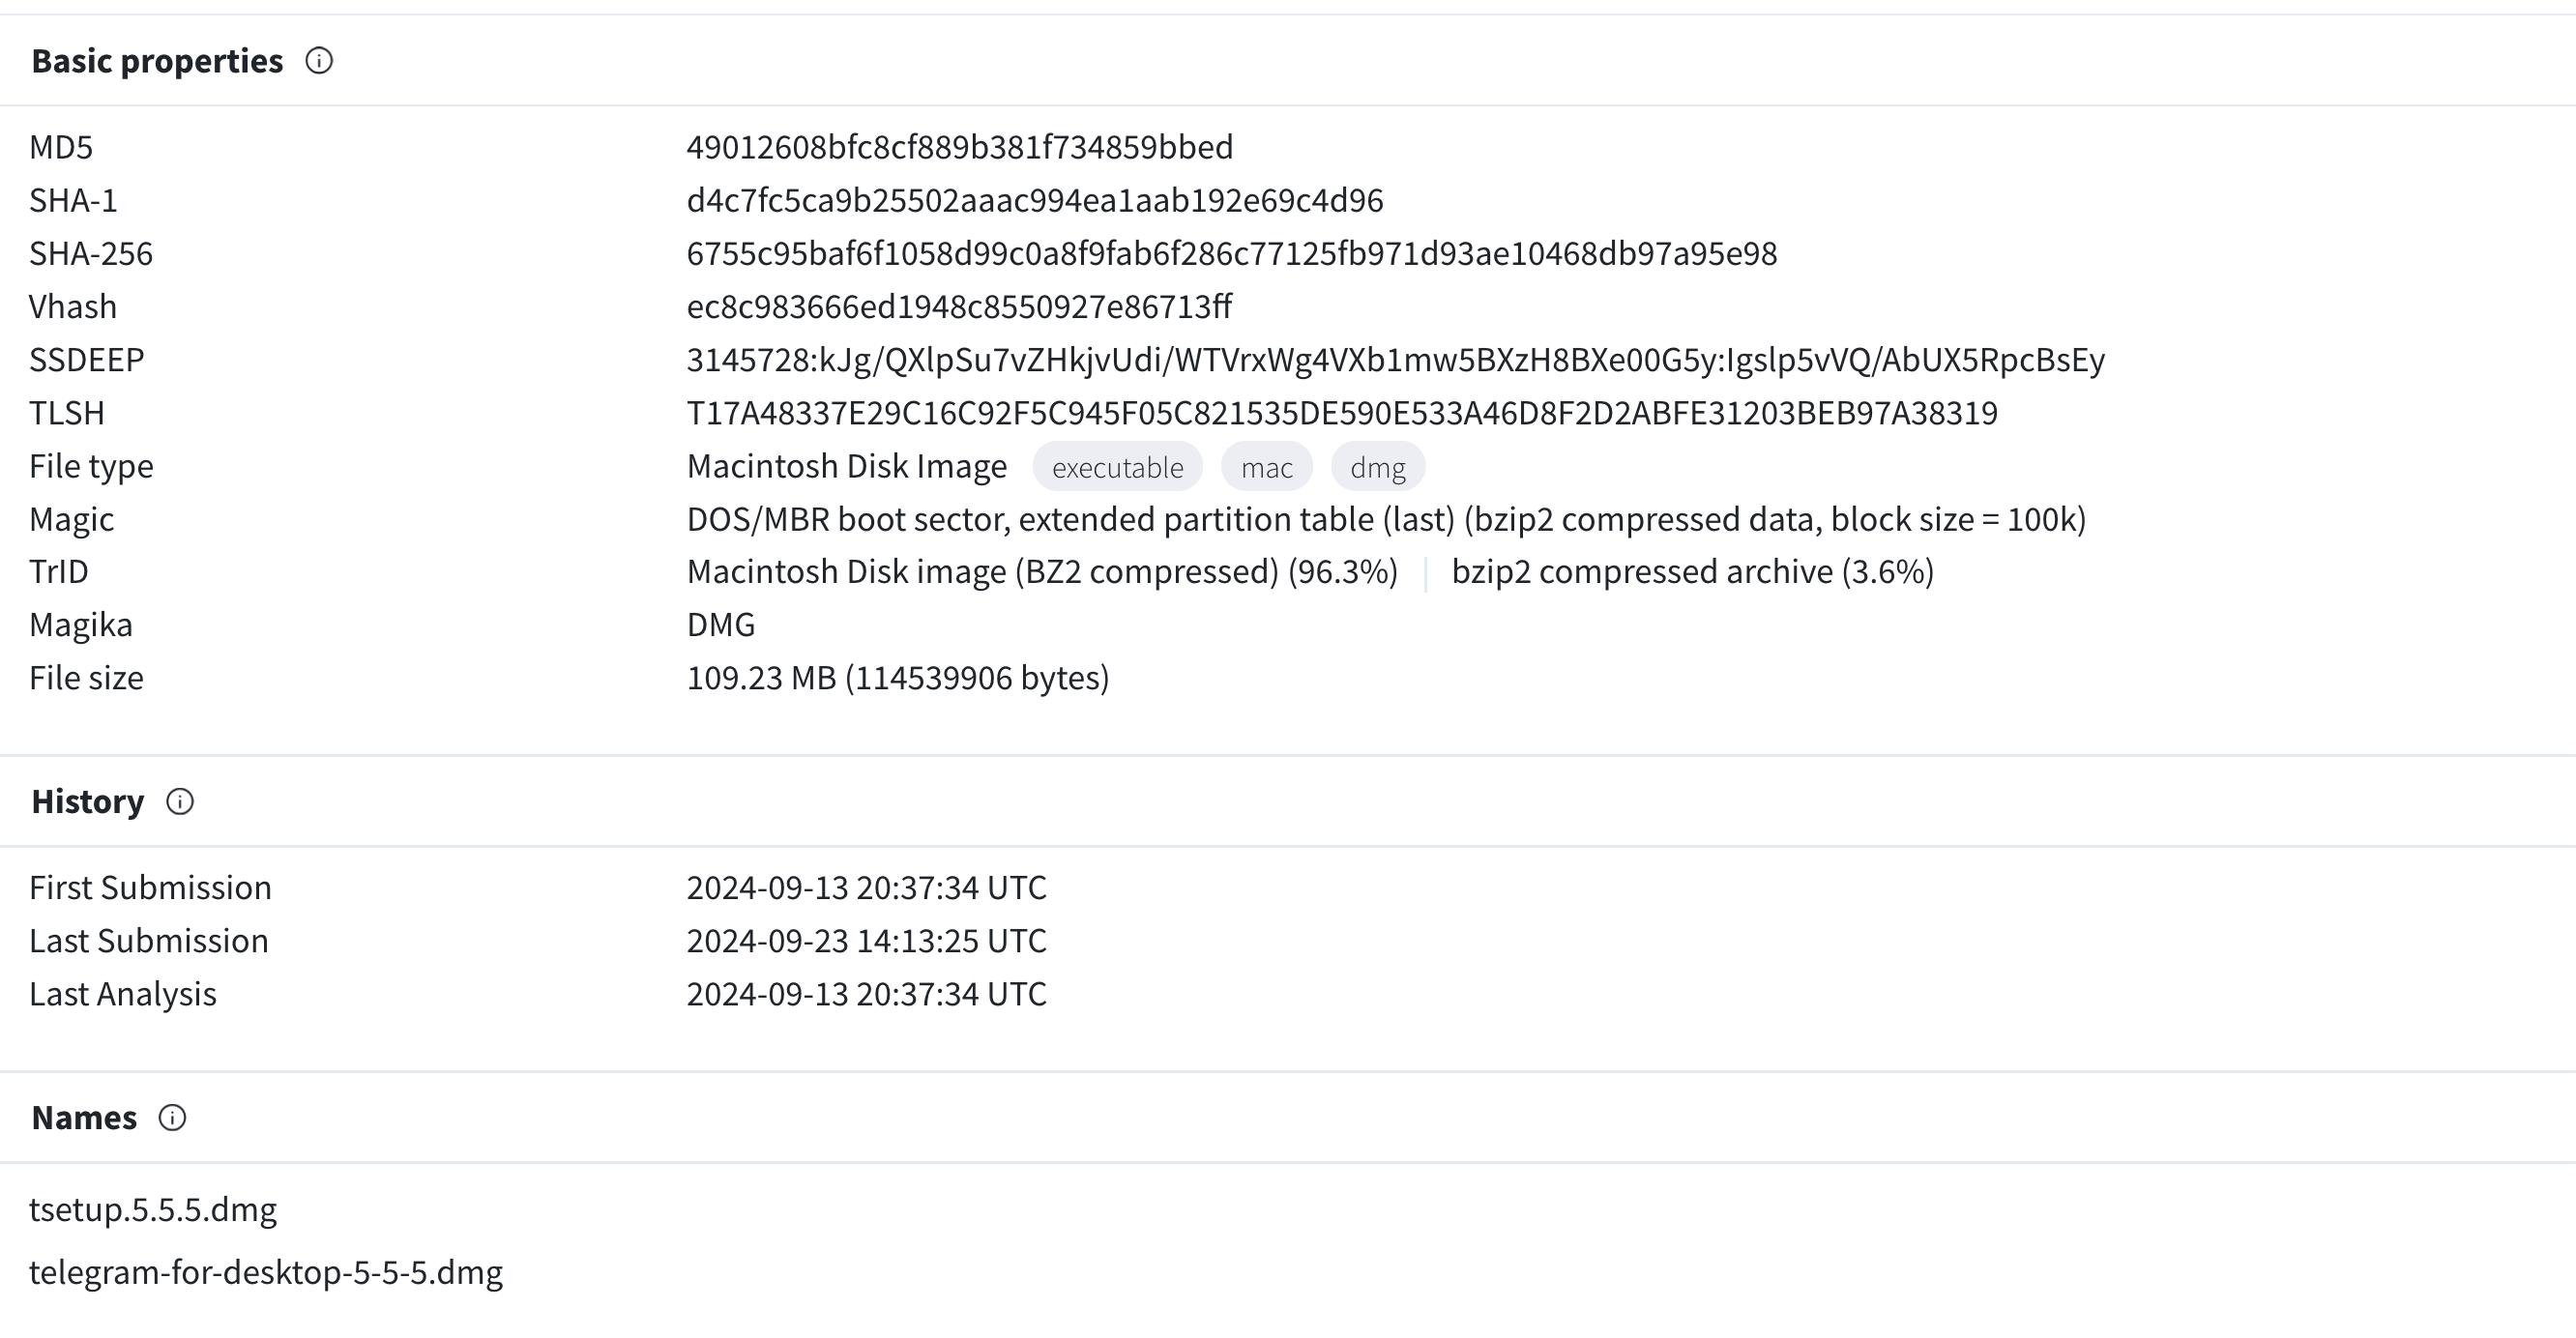 Basic properties
MD5 49012608bfc8cf889b381f734859bbed
SHA-1 d4c7fc5ca9b25502aaac994ea1aab192e69c4d96
SHA-256 6755c95baf6f1058d99c0a8f9fab6f286c77125fb971d93ae10468db97a95e98
Vhash ec8c983666ed1948c8550927e86713ff
SSDEEP 3145728:kJg/QXlpSu7vZHkjvUdi/WTVrxWg4VXb1mw5BXzH8BXe00G5y:Igslp5vVQ/AbUX5RpcBsEy
TLSH T17A48337E29C16C92F5C945F05C821535DE590E533A46D8F2D2ABFE31203BEB97A38319
File type Macintosh Disk Image executable mac dmg
Magic DOS/MBR boot sector, extended partition table (last) (bzip2 compressed data, block size = 100k)
TrID Macintosh Disk image (BZ2 compressed) (96.3%) bzip2 compressed archive (3.6%)
Magika DMG
File size 109.23 MB (114539906 bytes)
History
First Submission 2024-09-13 20:37:34 UTC
Last Submission 2024-09-23 14:13:25 UTC
Last Analysis 2024-09-13 20:37:34 UTC
Names
tsetup.5.5.5.dmg
telegram-for-desktop-5-5-5.dmg